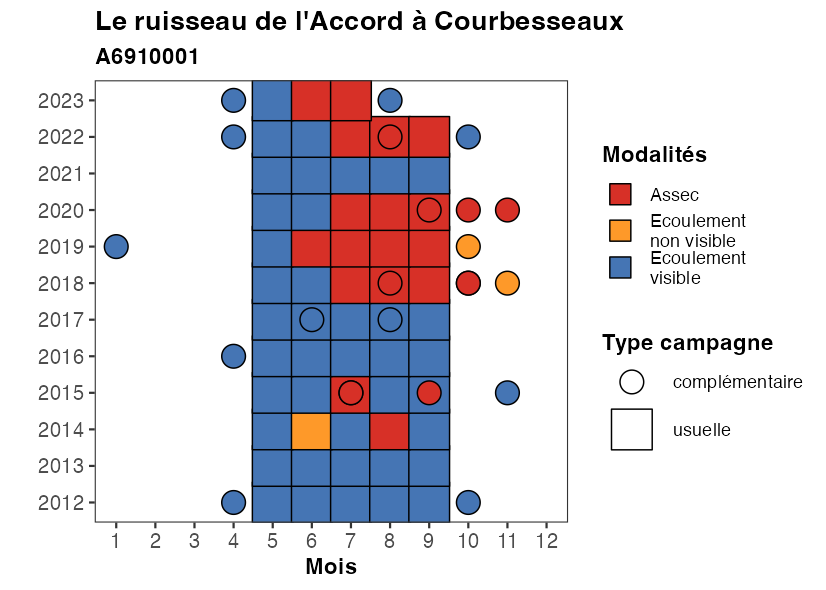 Le ruisseau de l'Accord à Courbesseaux
A6910001
2023
2022
2021
2020
2019
2018
2017
2016
2015
2014
2013
2012
1 2 3 4 5 6 7 8 9 10 11 12
Mois
Modalités
Assec
Ecoulement
non visible
Ecoulement
visible
Type campagne
complémentaire
usuelle